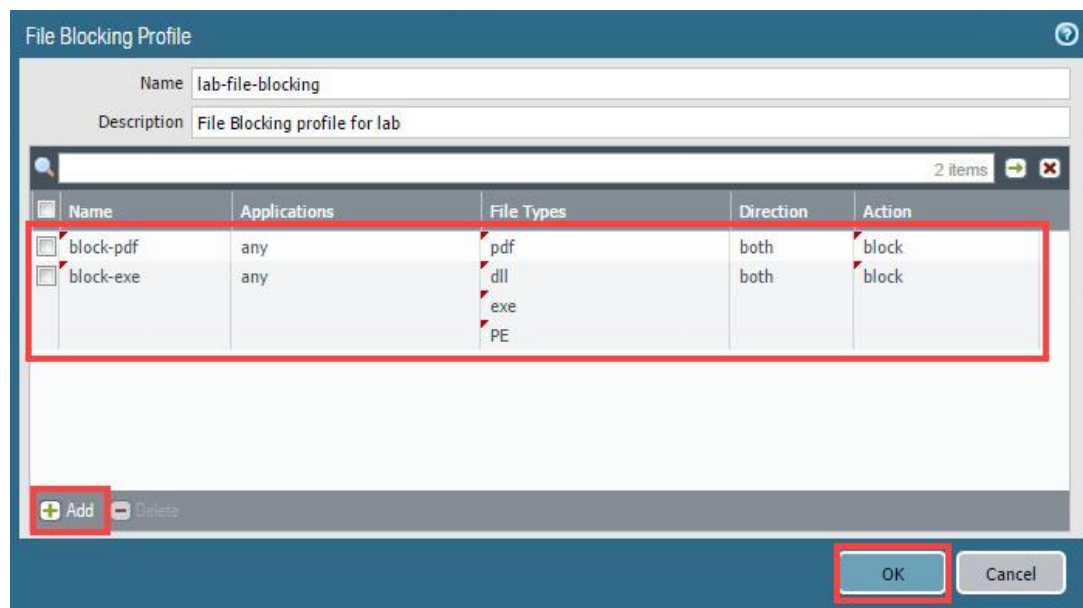 File Blocking Profile ?
Name lab-file-blocking
Description File Blocking profile for lab
2 items
Name Applications File Types Direction Action
block-pdf any pdf both block
block-exe any dll both block
exe
PE
Add Delete
OK Cancel